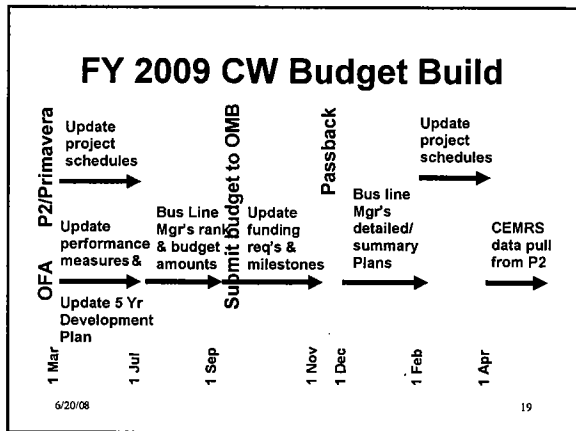 FY 2009 CW Budget Build
P2/Primavera
Update
project
schedules
Submit budget to OMB
Passback
Update
project
schedules
OFA
Update
performance
measures &
Update 5 Yr
Development
Plan
Bus Line
Mgr's rank
& budget
amounts
Update
funding
req's &
milestones
Bus line
Mgr's
detailed/
summary
Plans
CEMRS
data pull
from P2
1 Mar
1 Jul
1 Sep
1 Nov
1 Dec
1 Feb
1 Apr
6/20/08
19